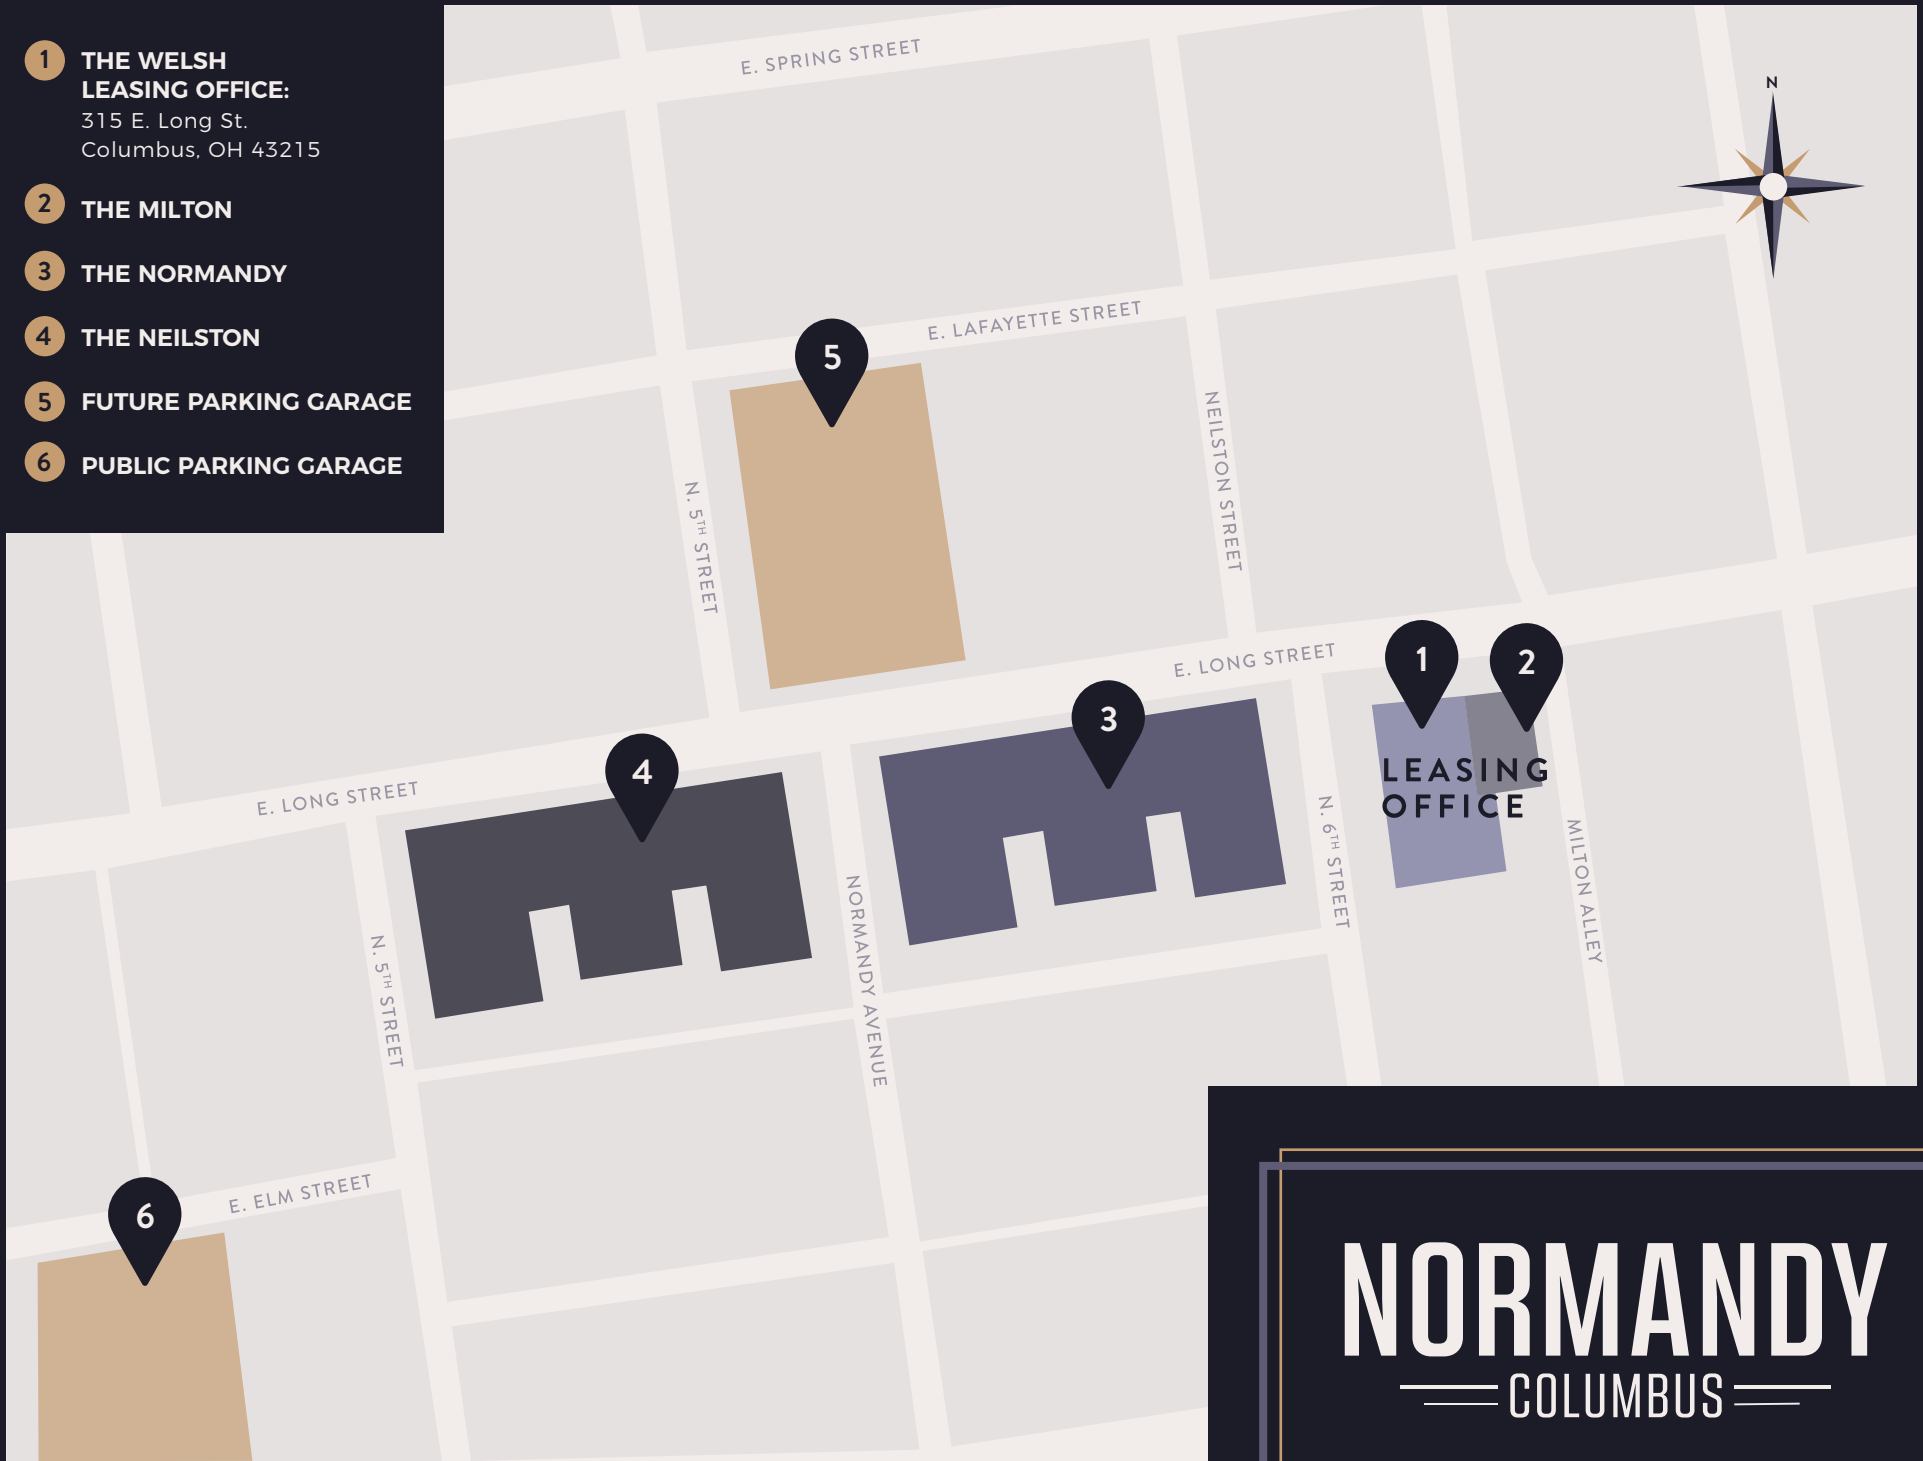 1 THE WELSH
LEASING OFFICE:
315 E. Long St.
Columbus, OH 43215
2 THE MILTON
3 THE NORMANDY
4 THE NEILSTON
5 FUTURE PARKING GARAGE
6 PUBLIC PARKING GARAGE
E. SPRING STREET
N
E. LAFAYETTE STREET
5
NEILSTON STREET
N. 5TH STREET
E. LONG STREET
1
2
3
4
LEASING
OFFICE
E. LONG STREET
N. 6TH STREET
MILTON ALLEY
NORMANDY AVENUE
N. 5TH STREET
E. ELM STREET
6
NORMANDY
COLUMBUS